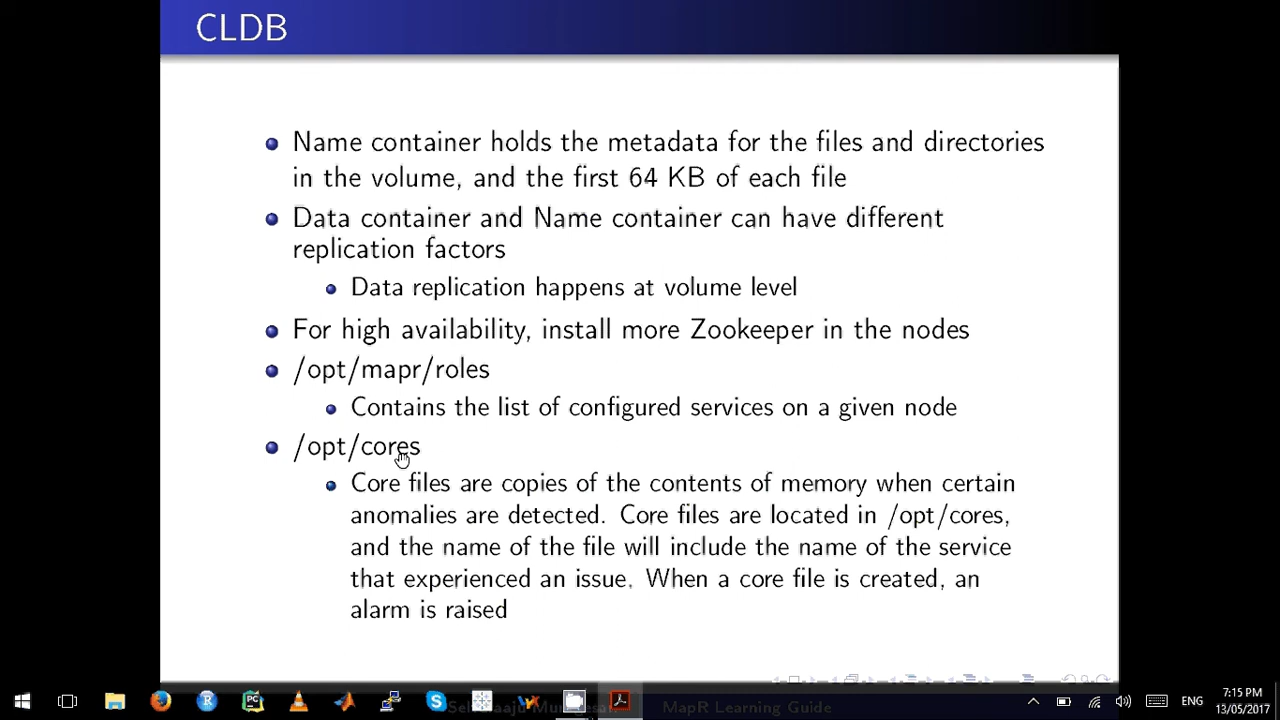 CLDB
Name container holds the metadata for the files and directories
in the volume, and the first 64 KB of each file
Data container and Name container can have different
replication factors
Data replication happens at volume level
For high availability, install more Zookeeper in the nodes
/opt/mapr/roles
Contains the list of configured services on a given node
/opt/cores
Core files are copies of the contents of memory when certain
anomalies are detected. Core files are located in /opt/cores,
and the name of the file will include the name of the service
that experienced an issue. When a core file is created, an
alarm is raised
MapR Learning Guide
ENG
7:15 PM
13/05/2017